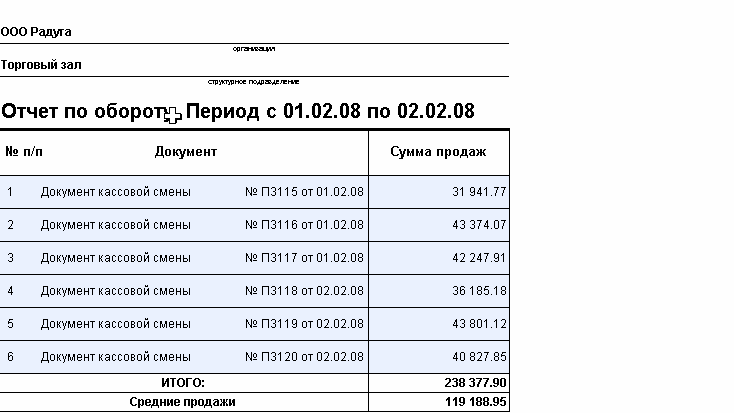 ООО Радуга
организация
Торговый зал
структурное подразделение
Отчет по оборот Период с 01.02.08 по 02.02.08
№ п/п Документ Сумма продаж
1 Документ кассовой смены № П3115 от 01.02.08 31 941.77
2 Документ кассовой смены № П3116 от 01.02.08 43 374.07
3 Документ кассовой смены № П3117 от 01.02.08 42 247.91
4 Документ кассовой смены № П3118 от 02.02.08 36 185.18
5 Документ кассовой смены № П3119 от 02.02.08 43 801.12
6 Документ кассовой смены № П3120 от 02.02.08 40 827.85
ИТОГО: 238 377.90
Средние продажи 119 188.95